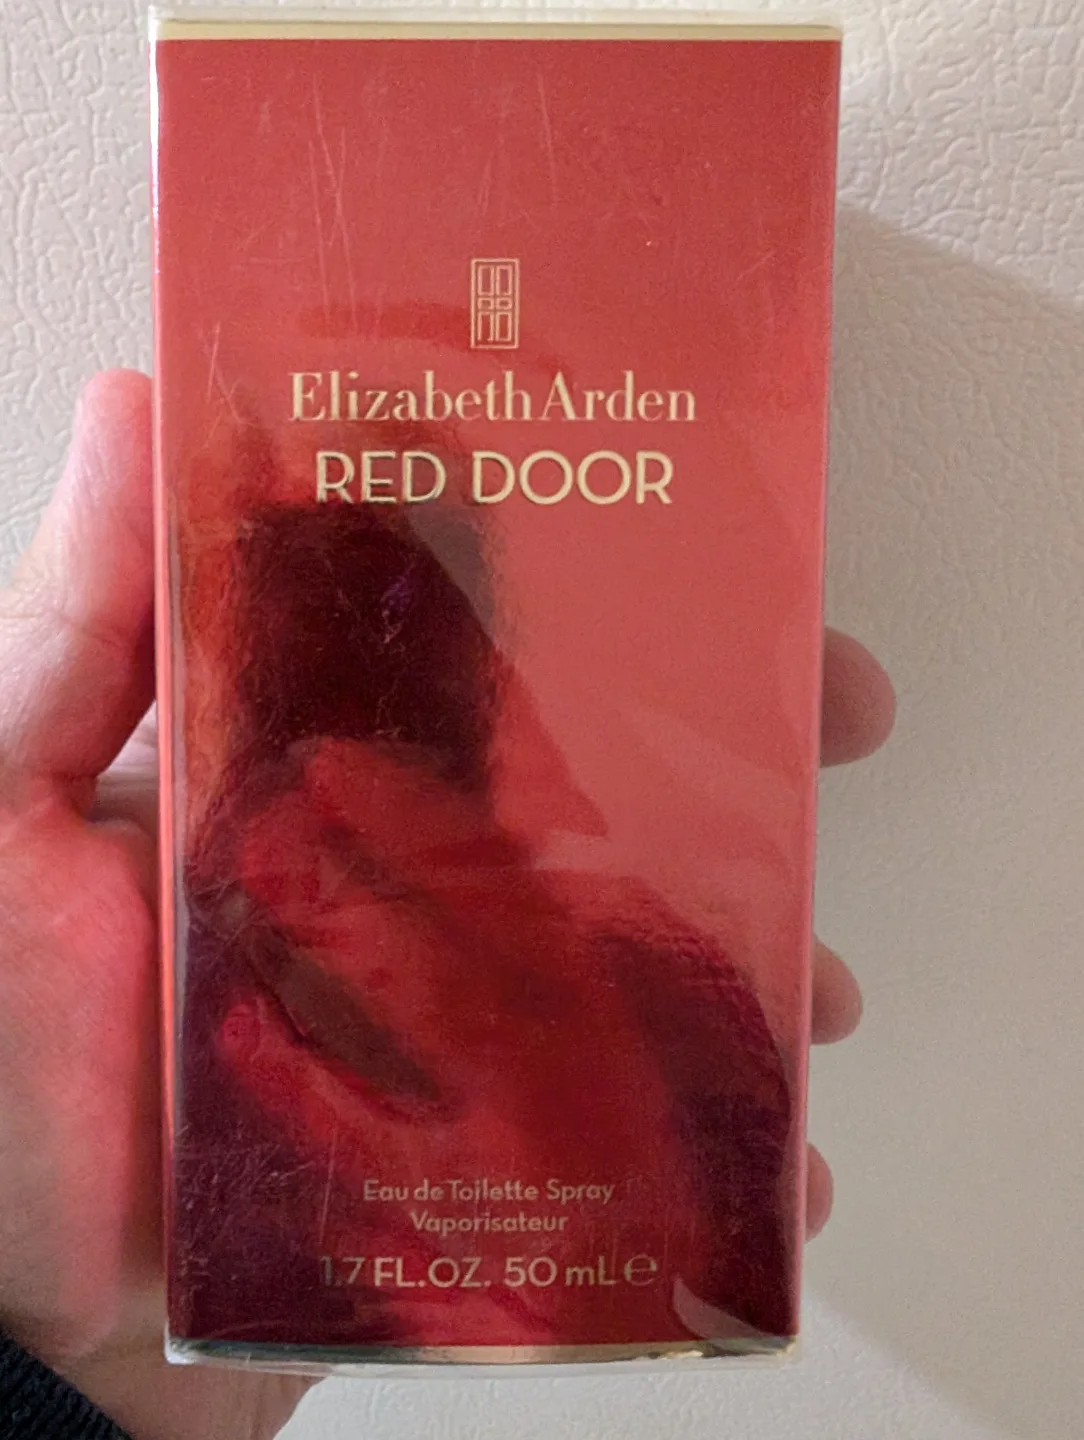 Elizabeth Arden
RED DOOR
Eau de Toilette Spray
Vaporisateur
1.7 FL.OZ. 50 mL ℮